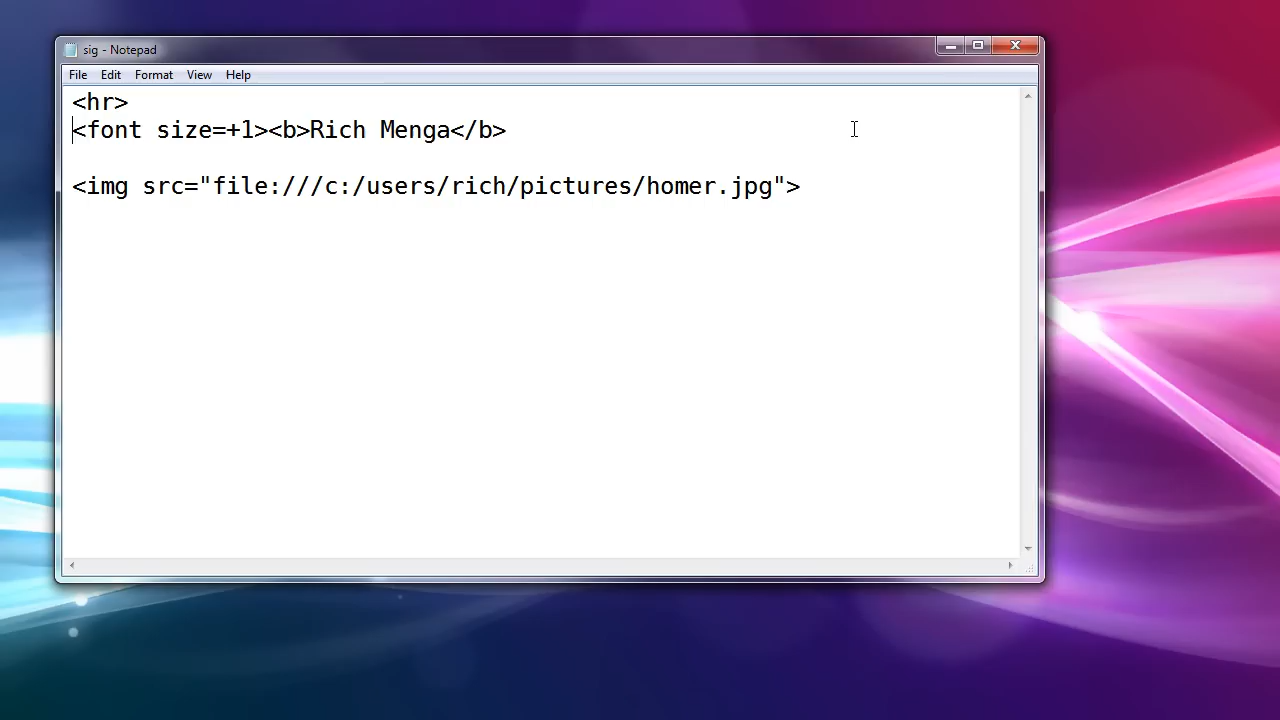 sig - Notepad
File Edit Format View Help
<hr>
<font size=+1><b>Rich Menga</b>
<img src="file:///c:/users/rich/pictures/homer.jpg">